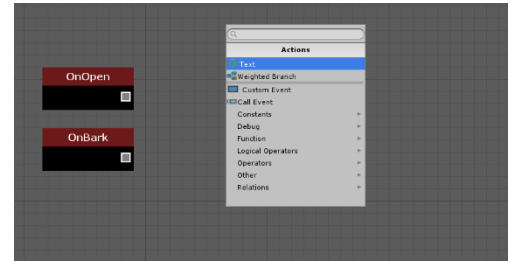 OnOpen
OnBark
Actions
Text
Weighted Branch
Custom Event
Call Event
Constants
Debug
Function
Logical Operators
Operators
Other
Relations